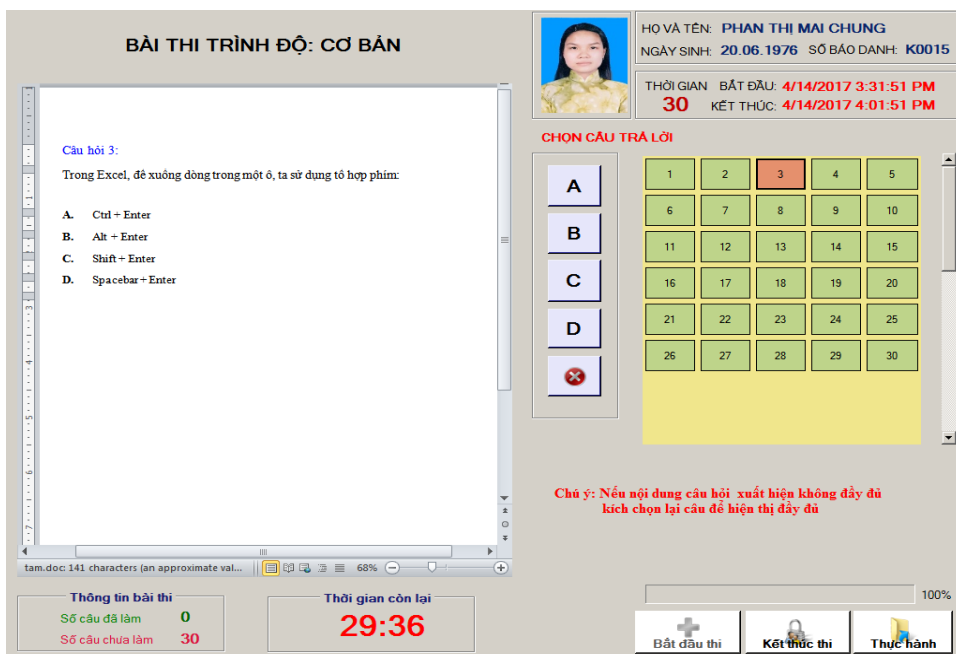 BÀI THI TRÌNH ĐỘ: CƠ BẢN
HỌ VÀ TÊN: PHAN THỊ MAI CHUNG
NGÀY SINH: 20.06.1976 SỐ BÁO DANH: K0015
THỜI GIAN BẮT ĐẦU: 4/14/2017 3:31:51 PM
30 KẾT THÚC: 4/14/2017 4:01:51 PM
CHỌN CÂU TRẢ LỜI
Câu hỏi 3:
Trong Excel, để xuống dòng trong một ô, ta sử dụng tổ hợp phím:
A. Ctrl + Enter
B. Alt + Enter
C. Shift + Enter
D. Spacebar + Enter
A
B
C
D
1 2 3 4 5
6 7 8 9 10
11 12 13 14 15
16 17 18 19 20
21 22 23 24 25
26 27 28 29 30
Chú ý: Nếu nội dung câu hỏi xuất hiện không đầy đủ
kích chọn lại câu để hiện thị đầy đủ
tam.doc: 141 characters (an approximate val... 68%
Thông tin bài thi
Số câu đã làm 0
Số câu chưa làm 30
Thời gian còn lại
29:36
100%
Bắt đầu thi Kết thúc thi Thực hành